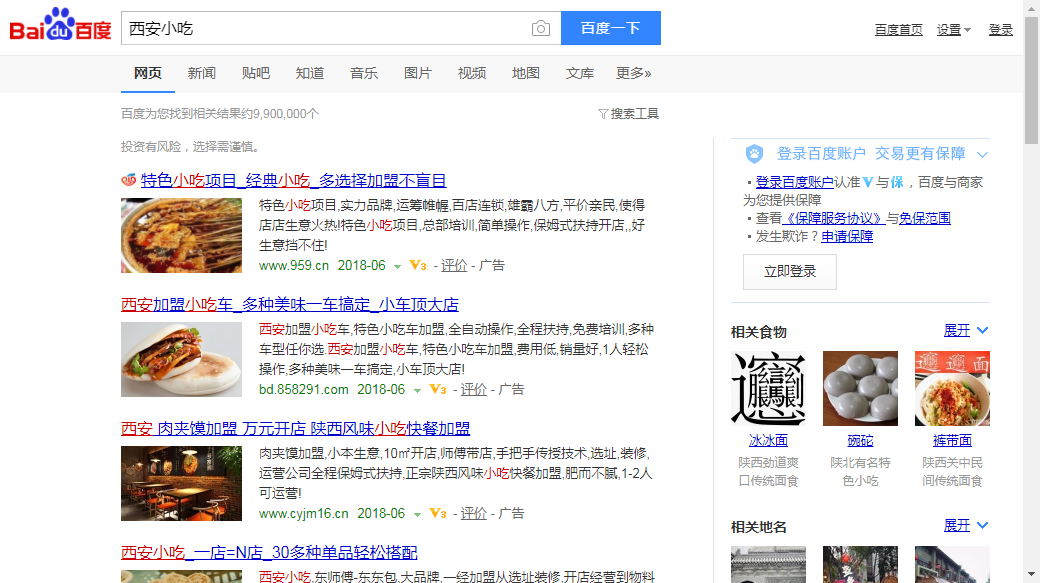 Bai du 百度
西安小吃
百度一下
百度首页 设置 登录
网页 新闻 贴吧 知道 音乐 图片 视频 地图 文库 更多»
百度为您找到相关结果约9,900,000个
搜索工具
投资有风险，选择需谨慎。
特色小吃项目_经典小吃_多选择加盟不盲目
特色小吃项目,实力品牌,运筹帷幄,百店连锁,雄霸八方,平价亲民,使得
店店生意火热!特色小吃项目,总部培训,简单操作,保姆式扶持开店,,好
生意挡不住!
www.959.cn 2018-06 V3 - 评价 - 广告
西安加盟小吃车_多种美味一车搞定_小车顶大店
西安加盟小吃车,特色小吃车加盟,全自动操作,全程扶持,免费培训,多种
车型任你选.西安加盟小吃车,特色小吃车加盟,费用低,销量好,1人轻松
操作,多种美味一车搞定,小车顶大店!
bd.858291.com 2018-06 V3 - 评价 - 广告
西安 肉夹馍加盟 万元开店 陕西风味小吃快餐加盟
肉夹馍加盟,小本生意,10㎡开店,师傅带店,手把手传授技术,选址,装修,
运营公司全程保姆式扶持,正宗陕西风味小吃快餐加盟,肥而不腻,1-2人
可运营!
www.cyjm16.cn 2018-06 V3 - 评价 - 广告
西安小吃_一店=N店_30多种单品轻松搭配
西安小吃,东师傅-东东包,大品牌,一经加盟从选址装修,开店经营到物料
登录百度账户 交易更有保障
▪ 登录百度账户认准V与保，百度与商家
为您提供保障
▪ 查看《保障服务协议》与免保范围
▪ 发生欺诈？申请保障
立即登录
相关食物 展开
冰冰面 碗砣 裤带面
陕西劲道爽 陕北有名特 陕西关中民
口传统面食 色小吃 间传统面食
相关地名 展开